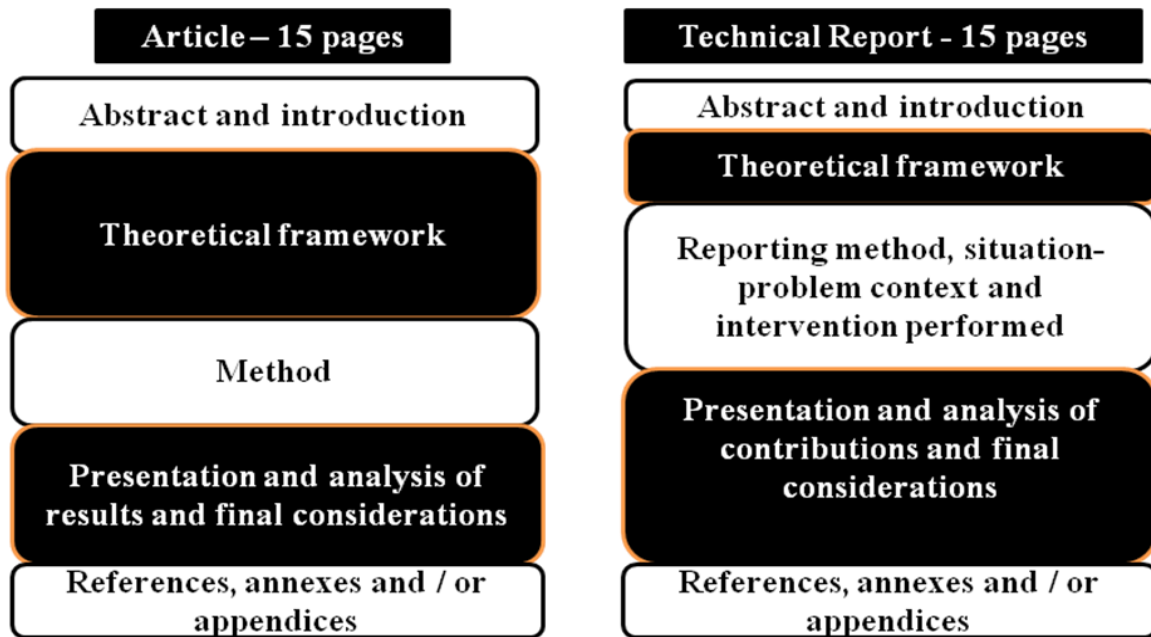 Article – 15 pages
Abstract and introduction
Theoretical framework
Method
Presentation and analysis of
results and final considerations
References, annexes and / or
appendices
Technical Report - 15 pages
Abstract and introduction
Theoretical framework
Reporting method, situation-
problem context and
intervention performed
Presentation and analysis of
contributions and final
considerations
References, annexes and / or
appendices